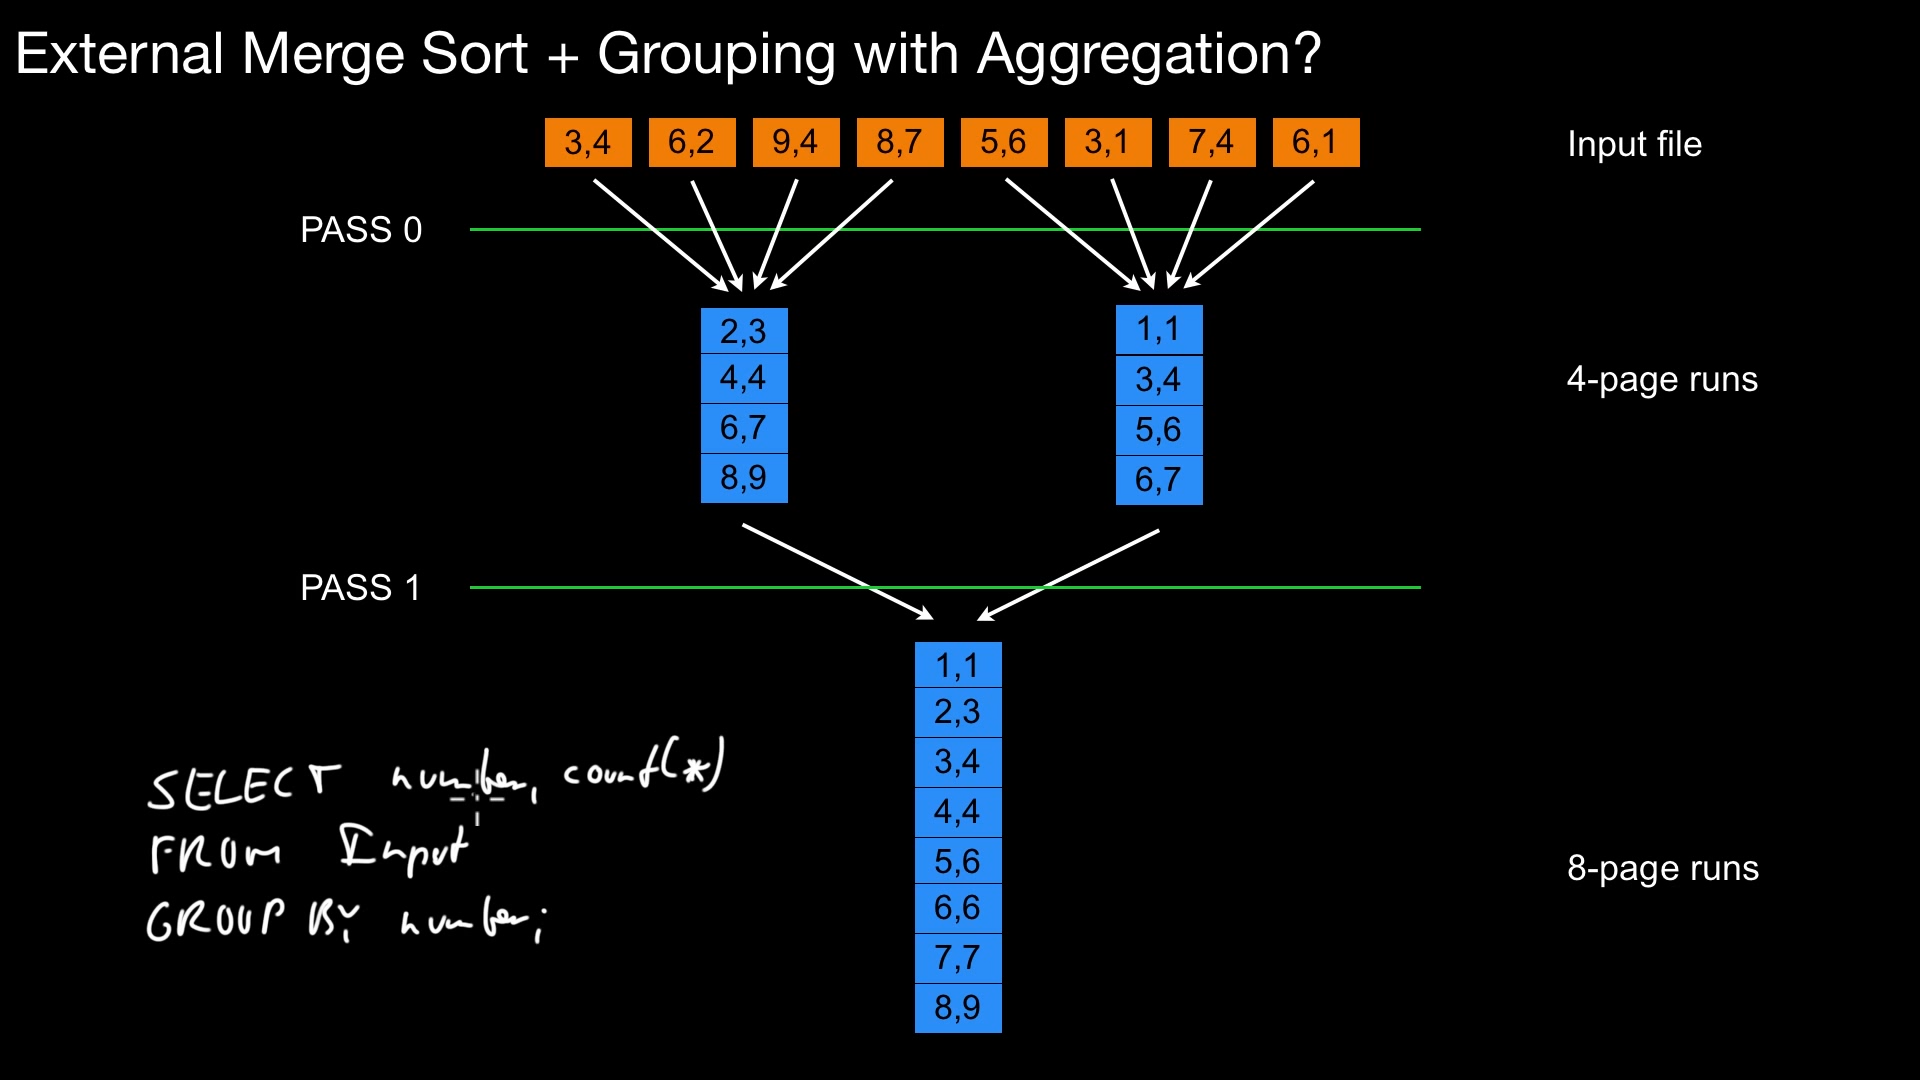 External Merge Sort + Grouping with Aggregation?
3,4 6,2 9,4 8,7 5,6 3,1 7,4 6,1 Input file
PASS 0
2,3 1,1
4,4 3,4 4-page runs
6,7 5,6
8,9 6,7
PASS 1
1,1
2,3
3,4
4,4
5,6
6,6
7,7
8,9
8-page runs
SELECT number, count(*)
FROM Input
GROUP BY number;